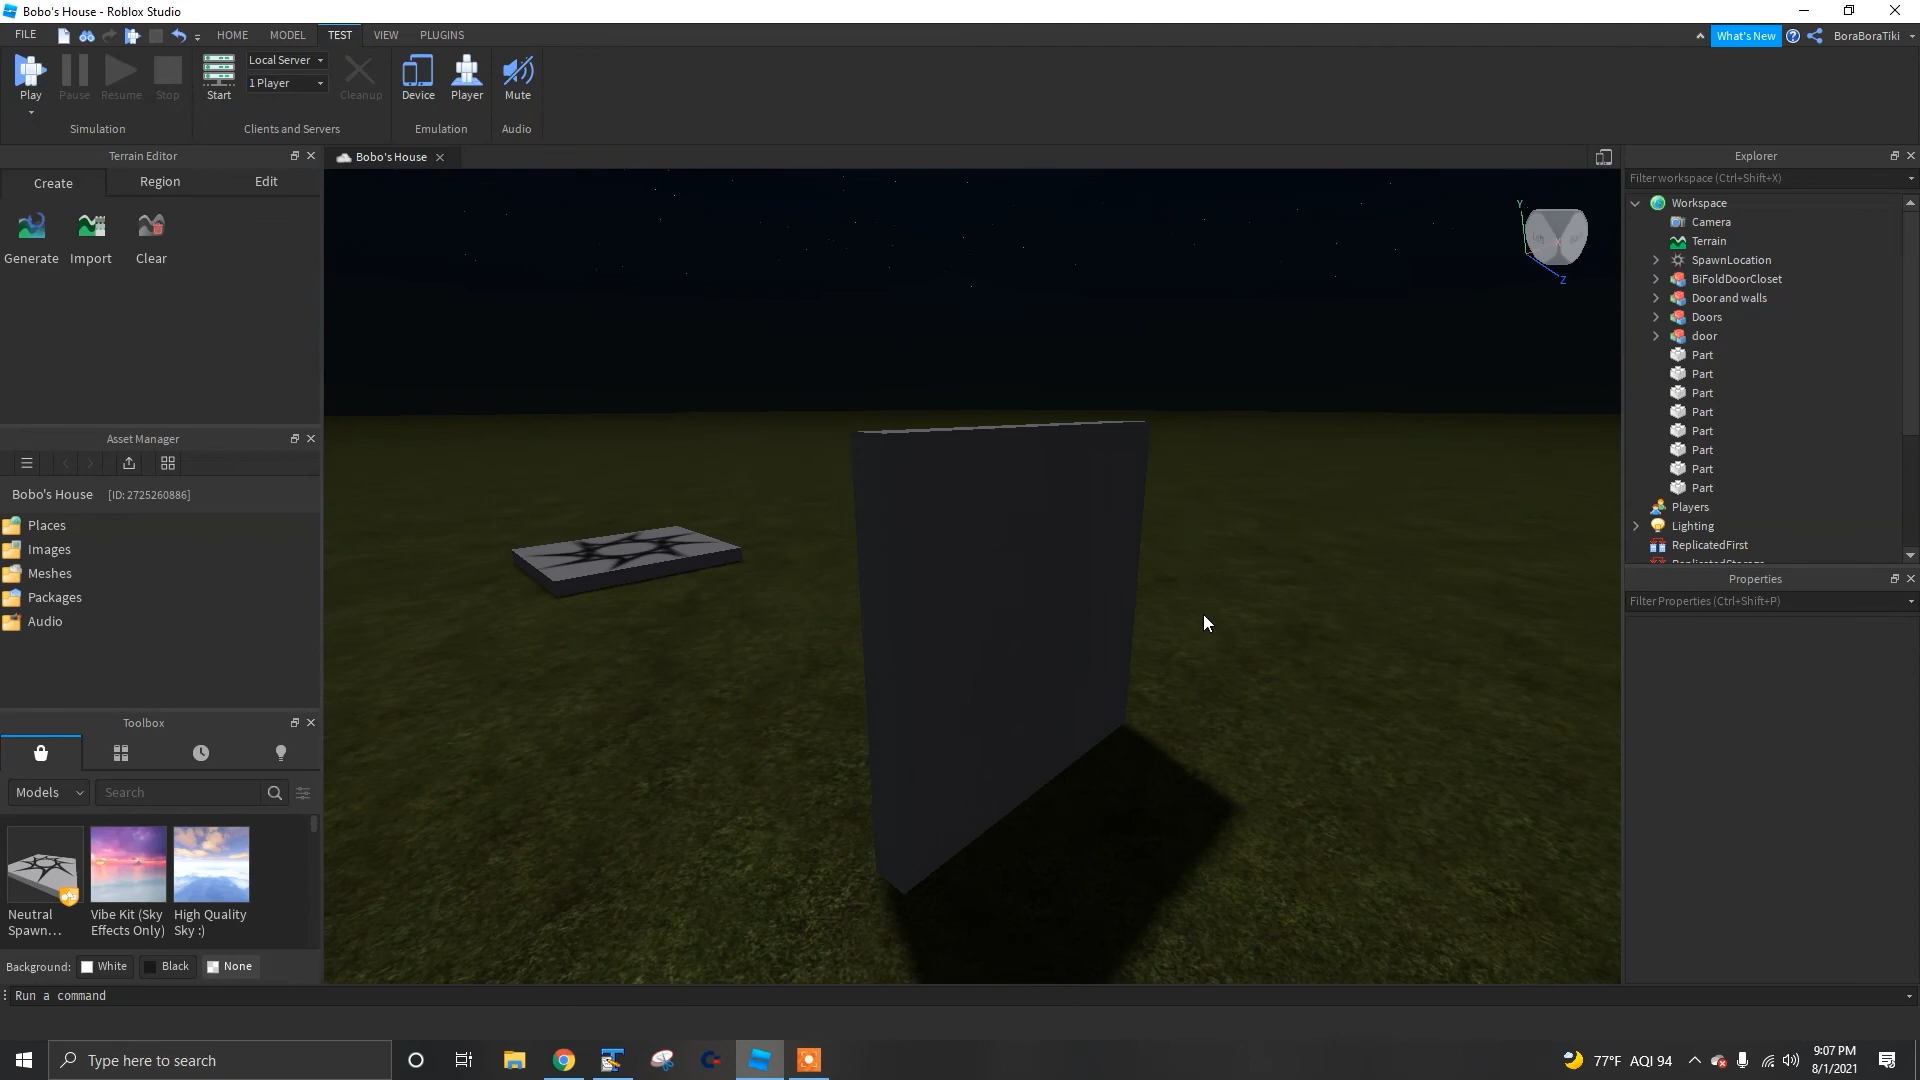 Bobo's House - Roblox Studio
FILE HOME MODEL TEST VIEW PLUGINS What's New BoraBoraTiki
Play Pause Resume Stop Start Local Server 1 Player Cleanup Device Player Mute
Simulation Clients and Servers Emulation Audio
Terrain Editor
Create Region Edit
Generate Import Clear
Asset Manager
Bobo's House [ID: 2725260886]
Places
Images
Meshes
Packages
Audio
Toolbox
Models Search
Neutral Spawn...
Vibe Kit (Sky Effects Only)
High Quality Sky :)
Background: White Black None
Bobo's House
Y
Z
Explorer
Filter workspace (Ctrl+Shift+X)
Workspace
Camera
Terrain
SpawnLocation
BiFoldDoorCloset
Door and walls
Doors
door
Part
Part
Part
Part
Part
Part
Part
Part
Players
Lighting
ReplicatedFirst
Properties
Filter Properties (Ctrl+Shift+P)
Run a command
Type here to search
77°F AQI 94
9:07 PM
8/1/2021